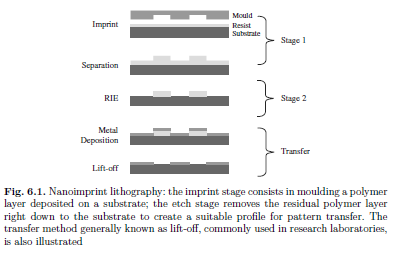 Imprint
Mould
Resist
Substrate
Stage 1
Separation
RIE
Stage 2
Metal
Deposition
Transfer
Lift-off
Fig. 6.1. Nanoimprint lithography: the imprint stage consists in moulding a polymer
layer deposited on a substrate; the etch stage removes the residual polymer layer
right down to the substrate to create a suitable profile for pattern transfer. The
transfer method generally known as lift-off, commonly used in research laboratories,
is also illustrated